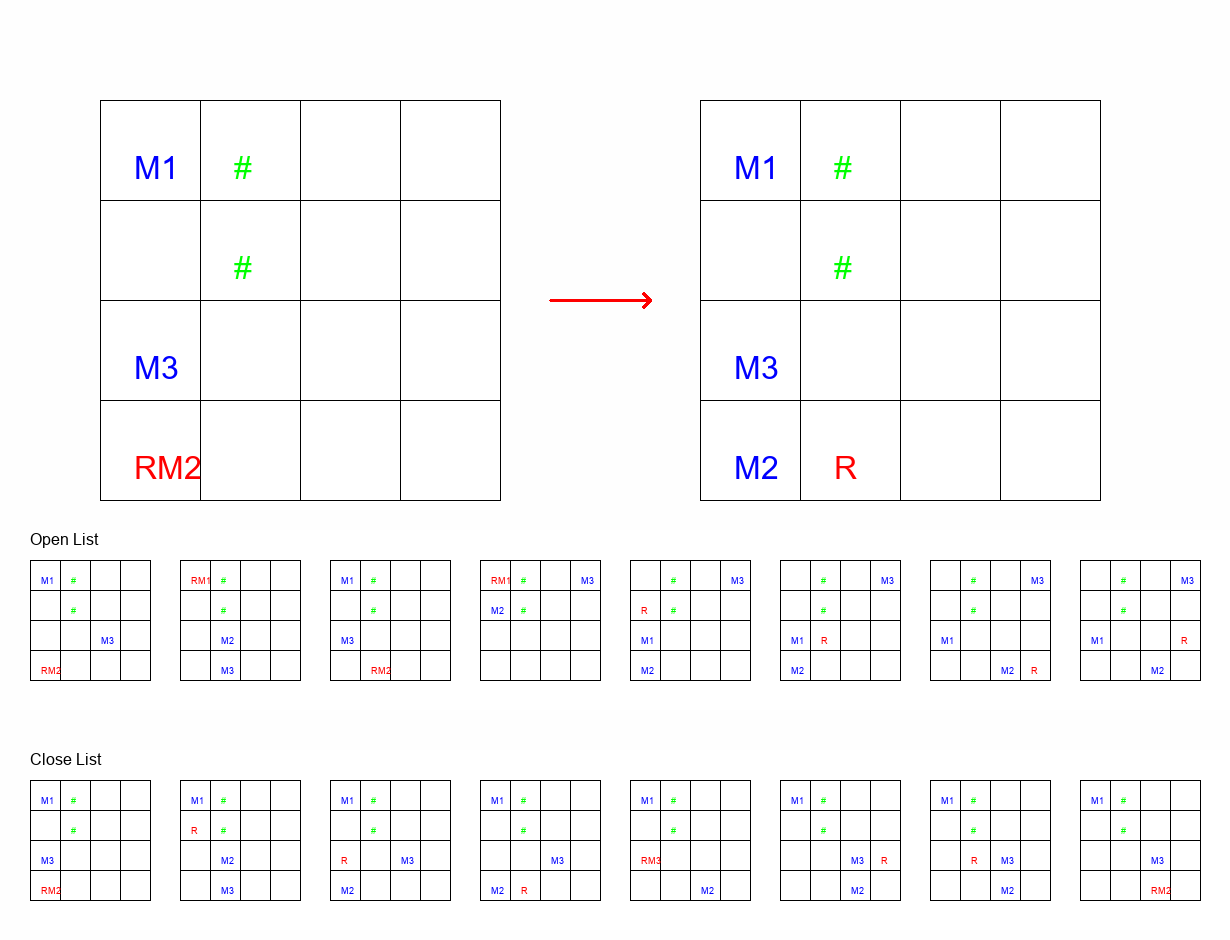 M1 # M1 #
# #
M3 M3
RM2 M2 R
Open List
M1 # RM1 # M1 # RM1 # M3 # M3 # M3 # M3 # M3
# # # M2 # R # # # #
M3 M2 M3 M1 M1 R M1 M1 R
RM2 M3 RM2 M2 M2 M2 R M2
Close List
M1 # M1 # M1 # M1 # M1 # M1 # M1 # M1 #
# R # # # # # # #
M3 M2 R M3 M3 RM3 M3 R R M3 M3
RM2 M3 M2 M2 R M2 M2 M2 RM2